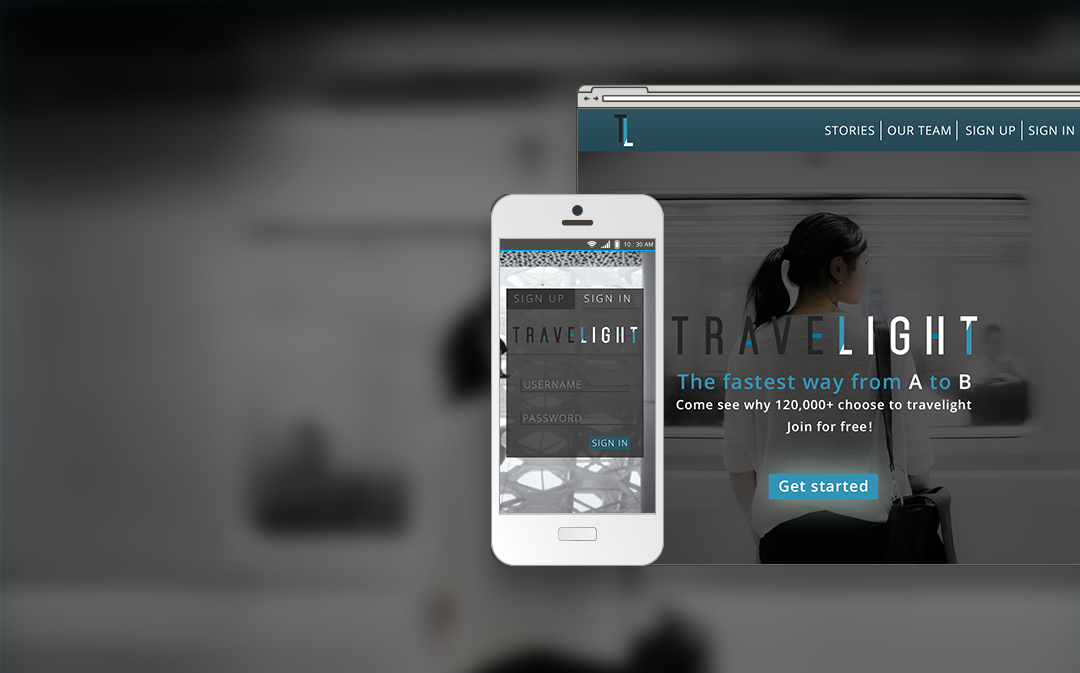 TL
STORIES | OUR TEAM | SIGN UP | SIGN IN
10 : 30 AM
SIGN UP SIGN IN
TRAVELIGHT
USERNAME
PASSWORD
SIGN IN
TRAVELIGHT
The fastest way from A to B
Come see why 120,000+ choose to travelight
Join for free!
Get started